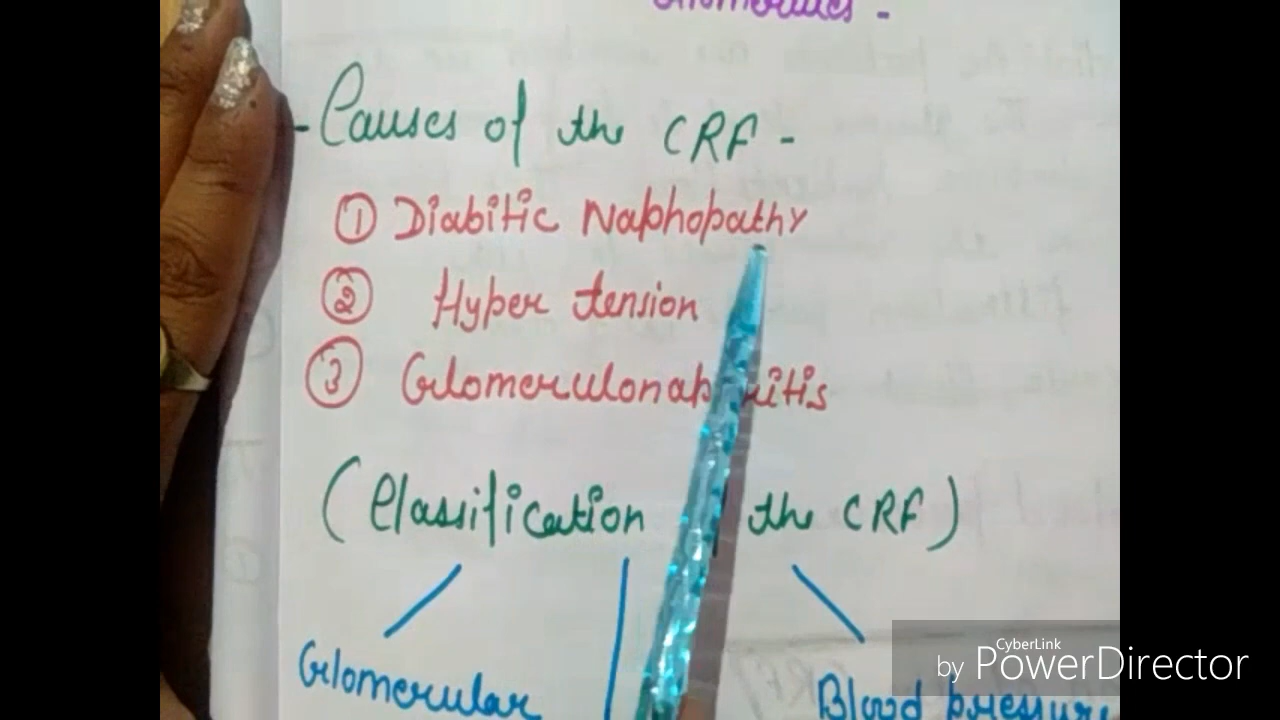 - Causes of the CRF -
① Diabitic Naphopathy
② Hyper tension
③
(Classification the CRF)
Glomerular
Blood pressure
CyberLink
by PowerDirector